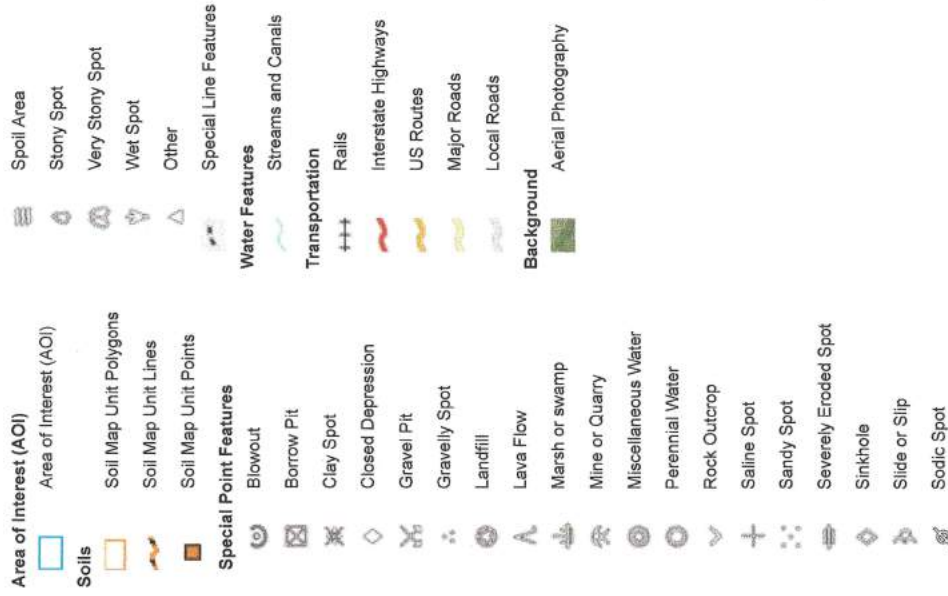 Area of Interest (AOI)
Area of Interest (AOI)
Soils
Soil Map Unit Polygons
Soil Map Unit Lines
Soil Map Unit Points
Special Point Features
Blowout
Borrow Pit
Clay Spot
Closed Depression
Gravel Pit
Gravelly Spot
Landfill
Lava Flow
Marsh or swamp
Mine or Quarry
Miscellaneous Water
Perennial Water
Rock Outcrop
Saline Spot
Sandy Spot
Severely Eroded Spot
Sinkhole
Slide or Slip
Sodic Spot
Spoil Area
Stony Spot
Very Stony Spot
Wet Spot
Other
Special Line Features
Water Features
Streams and Canals
Transportation
Rails
Interstate Highways
US Routes
Major Roads
Local Roads
Background
Aerial Photography